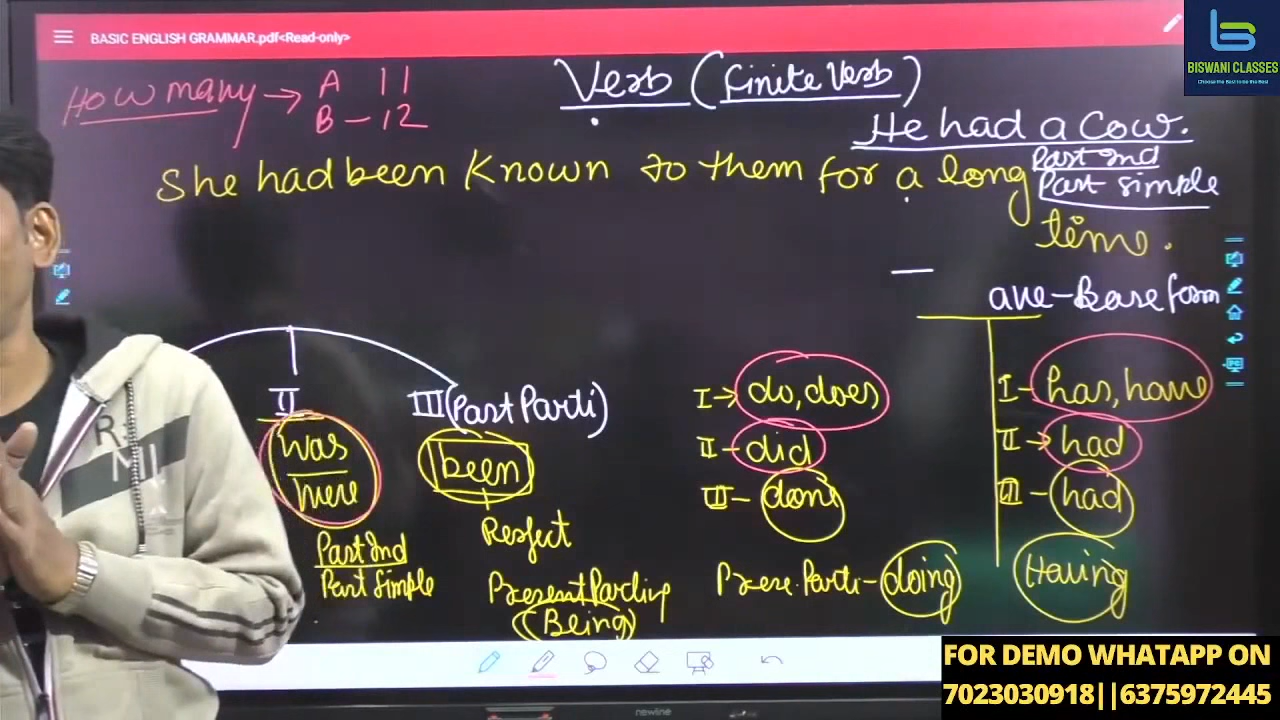 BASIC ENGLISH GRAMMAR.pdf<Read-only>
BISWANI CLASSES
How many → A 11
B - 12
Verb (Finite Verb)
He had a Cow.
Past 2nd
Past simple
She had been Known to them for a long
time.
have - Base form
II
was
were
Past 2nd
Past Simple
III (Past Parti)
been
Perfect
Present Parting
(Being)
I → do, does
II - did
III - done
Prese. Parti - doing
I - has, have
II → had
III - had
Having
newline
FOR DEMO WHATAPP ON
7023030918||6375972445